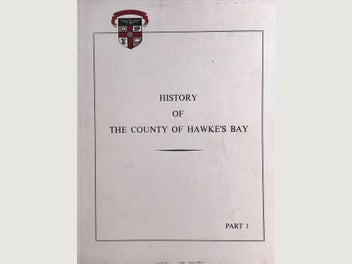 HISTORY
OF
THE COUNTY OF HAWKE'S BAY
PART 1